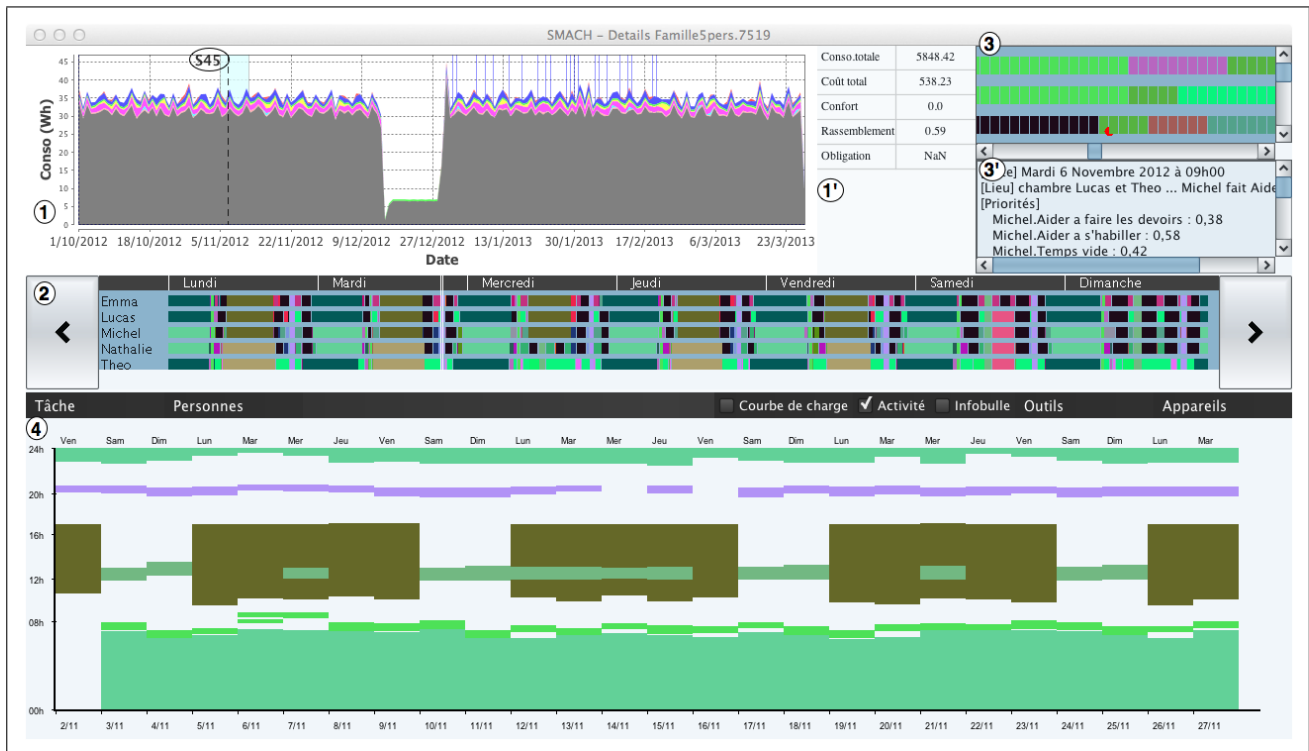 SMACH – Details Famille5pers.7519
S45
45
40
35
30
25
20
15
10
5
0
Conso (Wh)
1
1/10/2012 18/10/2012 5/11/2012 22/11/2012 9/12/2012 27/12/2012 13/1/2013 30/1/2013 17/2/2013 6/3/2013 23/3/2013
Date
Conso.totale 5848.42
Coût total 538.23
Confort 0.0
Rassemblement 0.59
Obligation NaN
1'
3
3'
e] Mardi 6 Novembre 2012 à 09h00
[Lieu] chambre Lucas et Theo ... Michel fait Aide
[Priorités]
Michel.Aider a faire les devoirs : 0,38
Michel.Aider a s'habiller : 0,58
Michel.Temps vide : 0,42
2
Lundi Mardi Mercredi Jeudi Vendredi Samedi Dimanche
Emma
Lucas
Michel
Nathalie
Theo
Tâche Personnes Courbe de charge Activité Infobulle Outils Appareils
4
Ven Sam Dim Lun Mar Mer Jeu Ven Sam Dim Lun Mar Mer Jeu Ven Sam Dim Lun Mar Mer Jeu Ven Sam Dim Lun Mar
24h
20h
16h
12h
08h
00h
2/11 3/11 4/11 5/11 6/11 7/11 8/11 9/11 10/11 11/11 12/11 13/11 14/11 15/11 16/11 17/11 18/11 19/11 20/11 21/11 22/11 23/11 24/11 25/11 26/11 27/11